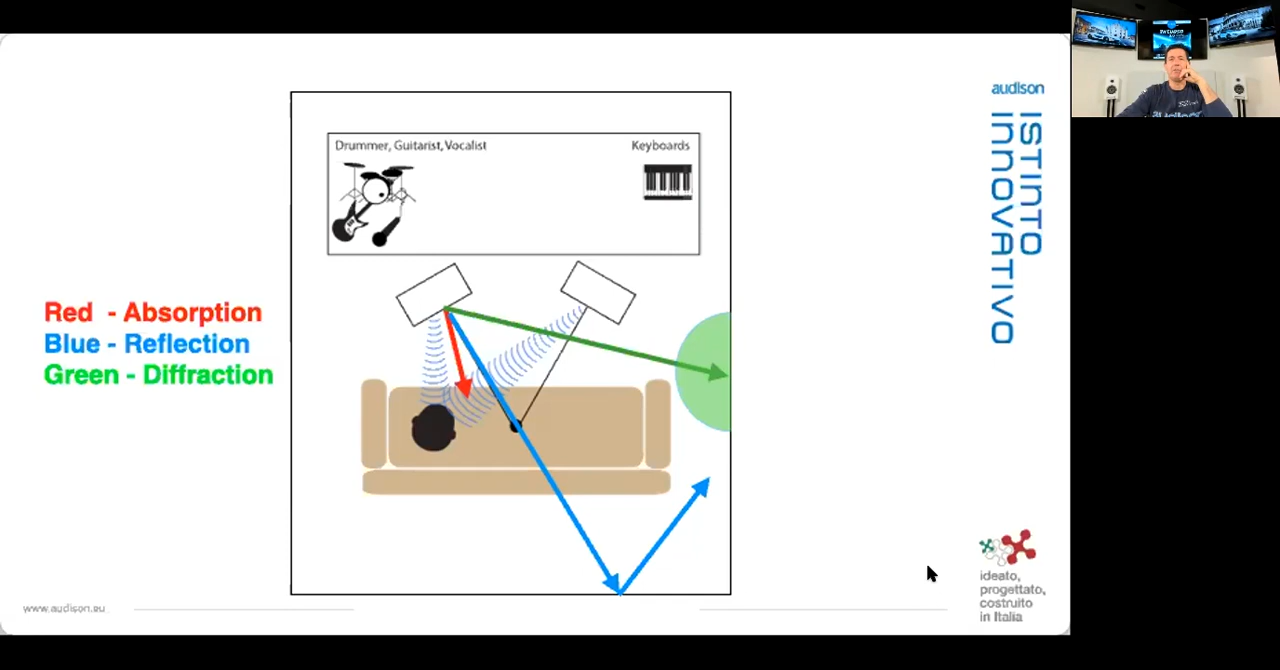 audison
ISTINTO
INNOVATIVO
Drummer, Guitarist, Vocalist
Keyboards
Red - Absorption
Blue - Reflection
Green - Diffraction
ideato,
progettato,
costruito
in Italia
www.audison.eu